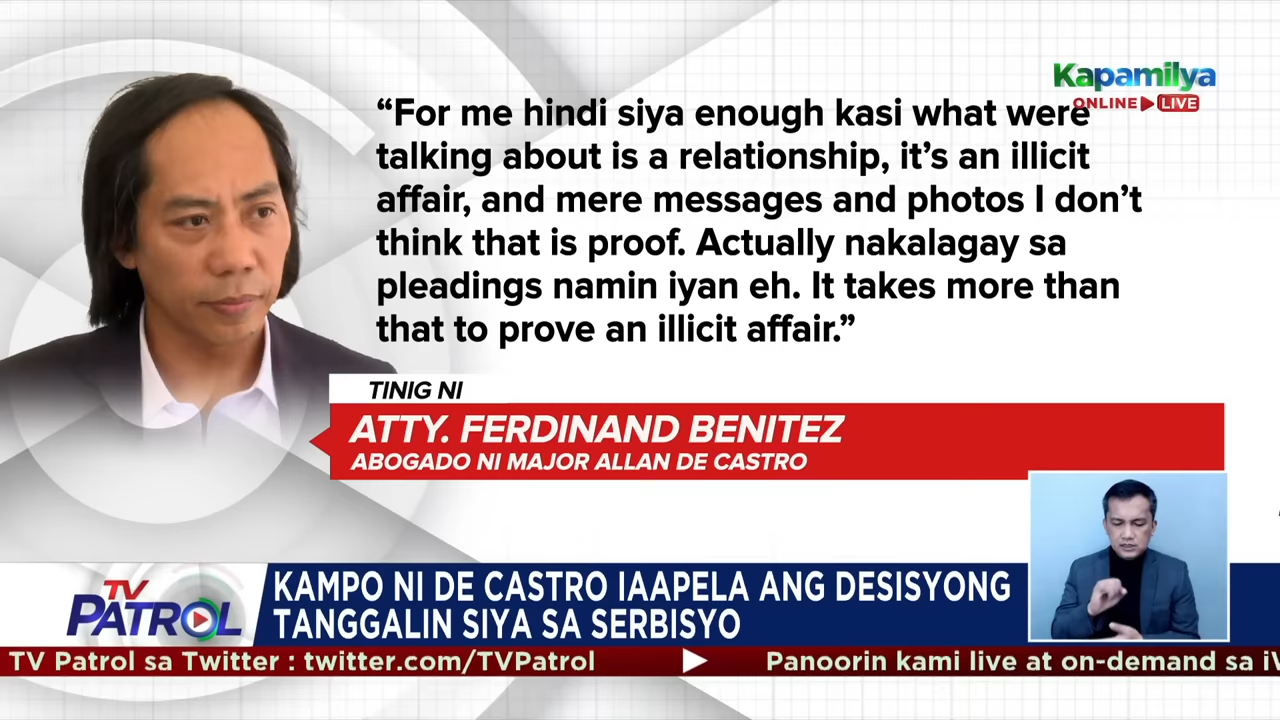 Kapamilya
ONLINE LIVE
“For me hindi siya enough kasi what were
talking about is a relationship, it’s an illicit
affair, and mere messages and photos I don’t
think that is proof. Actually nakalagay sa
pleadings namin iyan eh. It takes more than
that to prove an illicit affair.”
TINIG NI
ATTY. FERDINAND BENITEZ
ABOGADO NI MAJOR ALLAN DE CASTRO
TV PATROL
KAMPO NI DE CASTRO IAAPELA ANG DESISYONG
TANGGALIN SIYA SA SERBISYO
TV Patrol sa Twitter : twitter.com/TVPatrol
Panoorin kami live at on-demand sa